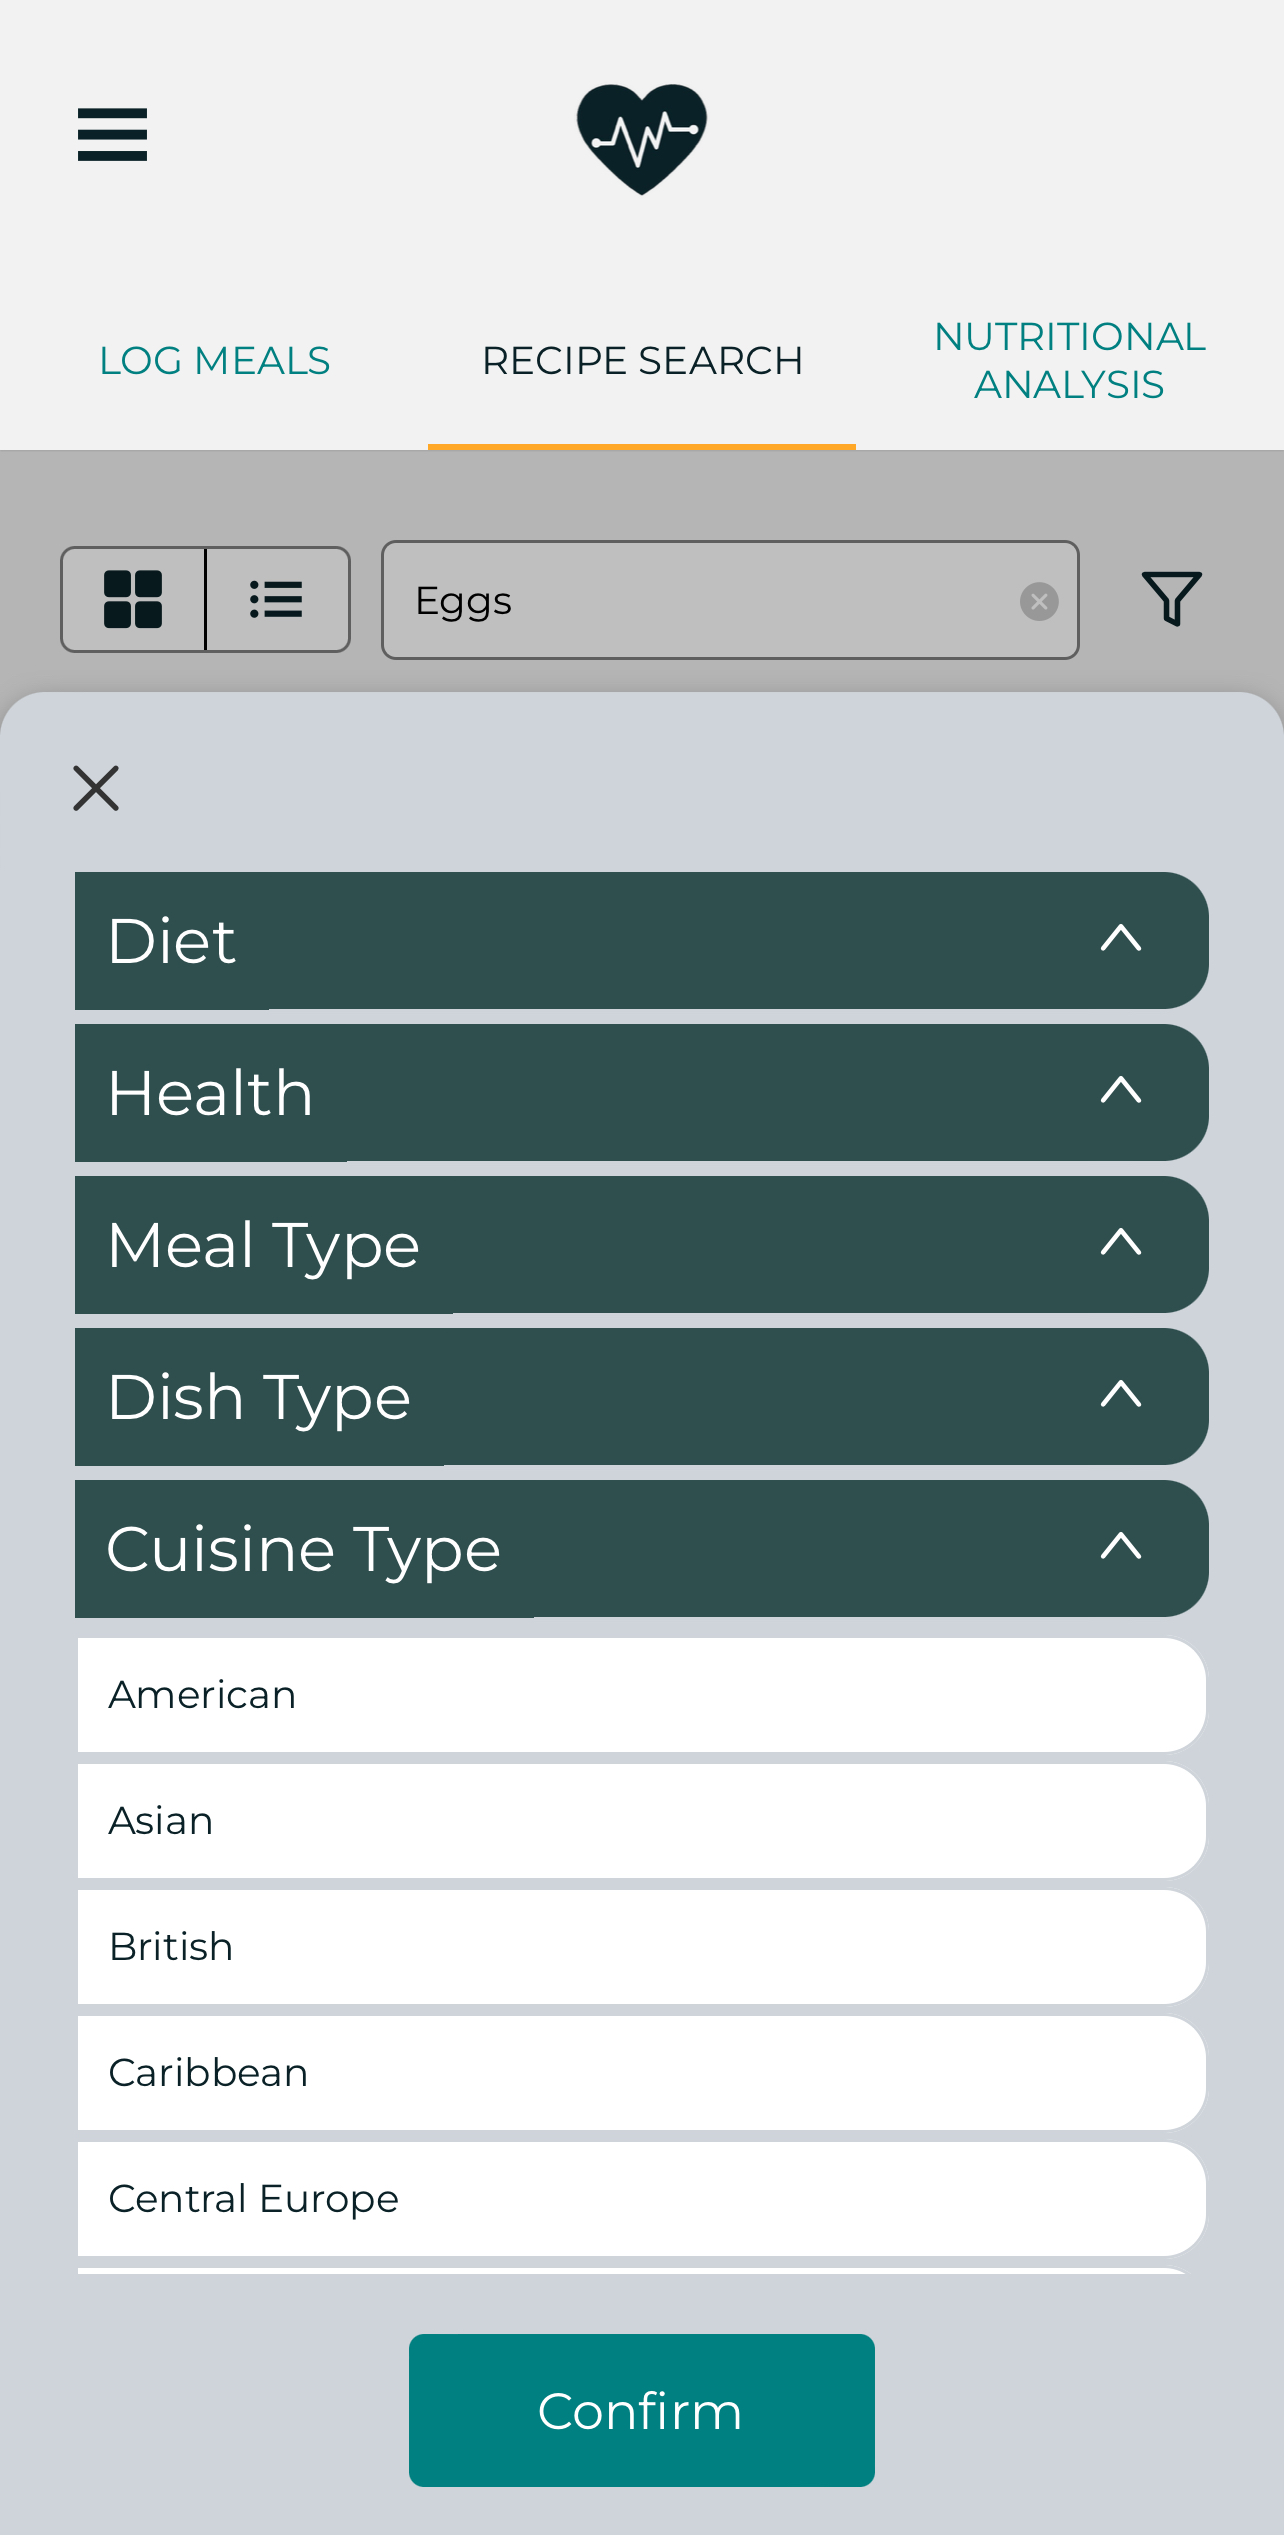 LOG MEALS
RECIPE SEARCH
NUTRITIONAL
ANALYSIS
Eggs
Diet
Health
Meal Type
Dish Type
Cuisine Type
American
Asian
British
Caribbean
Central Europe
Confirm